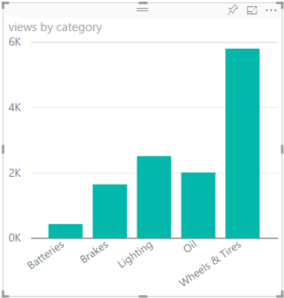 views by category
6K
4K
2K
0K
Batteries
Brakes
Lighting
Oil
Wheels & Tires